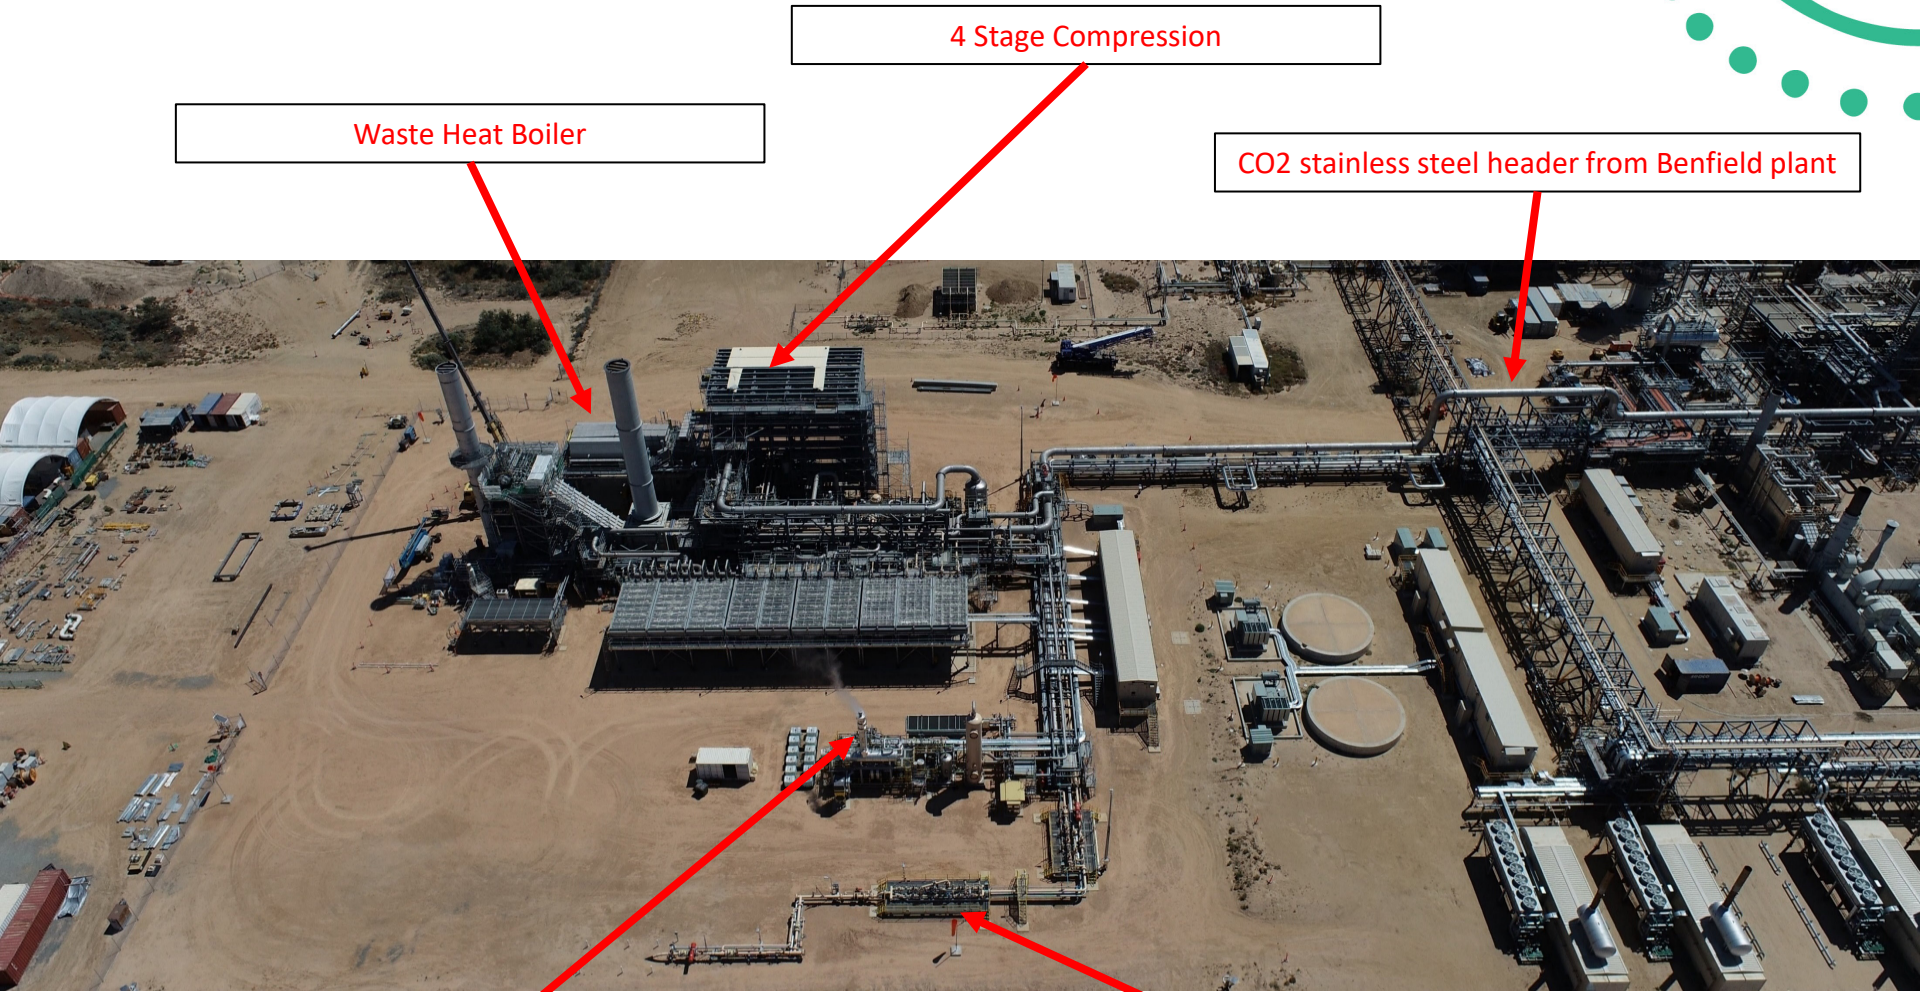 4 Stage Compression
Waste Heat Boiler
CO2 stainless steel header from Benfield plant